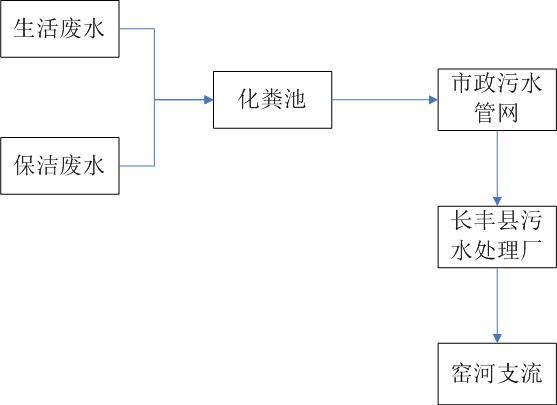 生活废水
保洁废水
化粪池
市政污水
管网
长丰县污
水处理厂
窑河支流